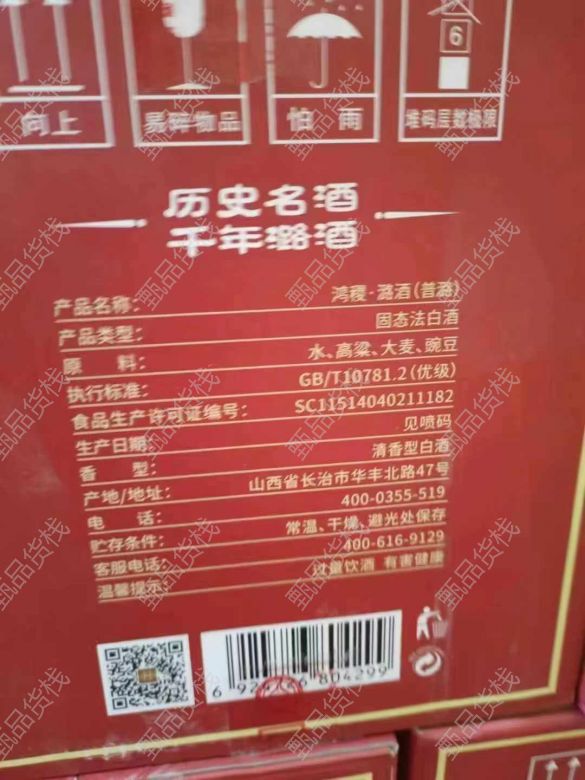 6
向上
易碎物品
怕 雨
堆码层数极限
历史名酒
千年潞酒
产品名称: 鸿稷·潞酒(普潞)
产品类型: 固态法白酒
原 料: 水、高粱、大麦、豌豆
执行标准: GB/T10781.2(优级)
食品生产许可证编号: SC11514040211182
生产日期: 见喷码
香 型: 清香型白酒
产地/地址: 山西省长治市华丰北路47号
电 话: 400-0355-519
贮存条件: 常温、干燥、避光处保存
客服电话: 400-616-9129
温馨提示: 过量饮酒 有害健康
甄品货栈